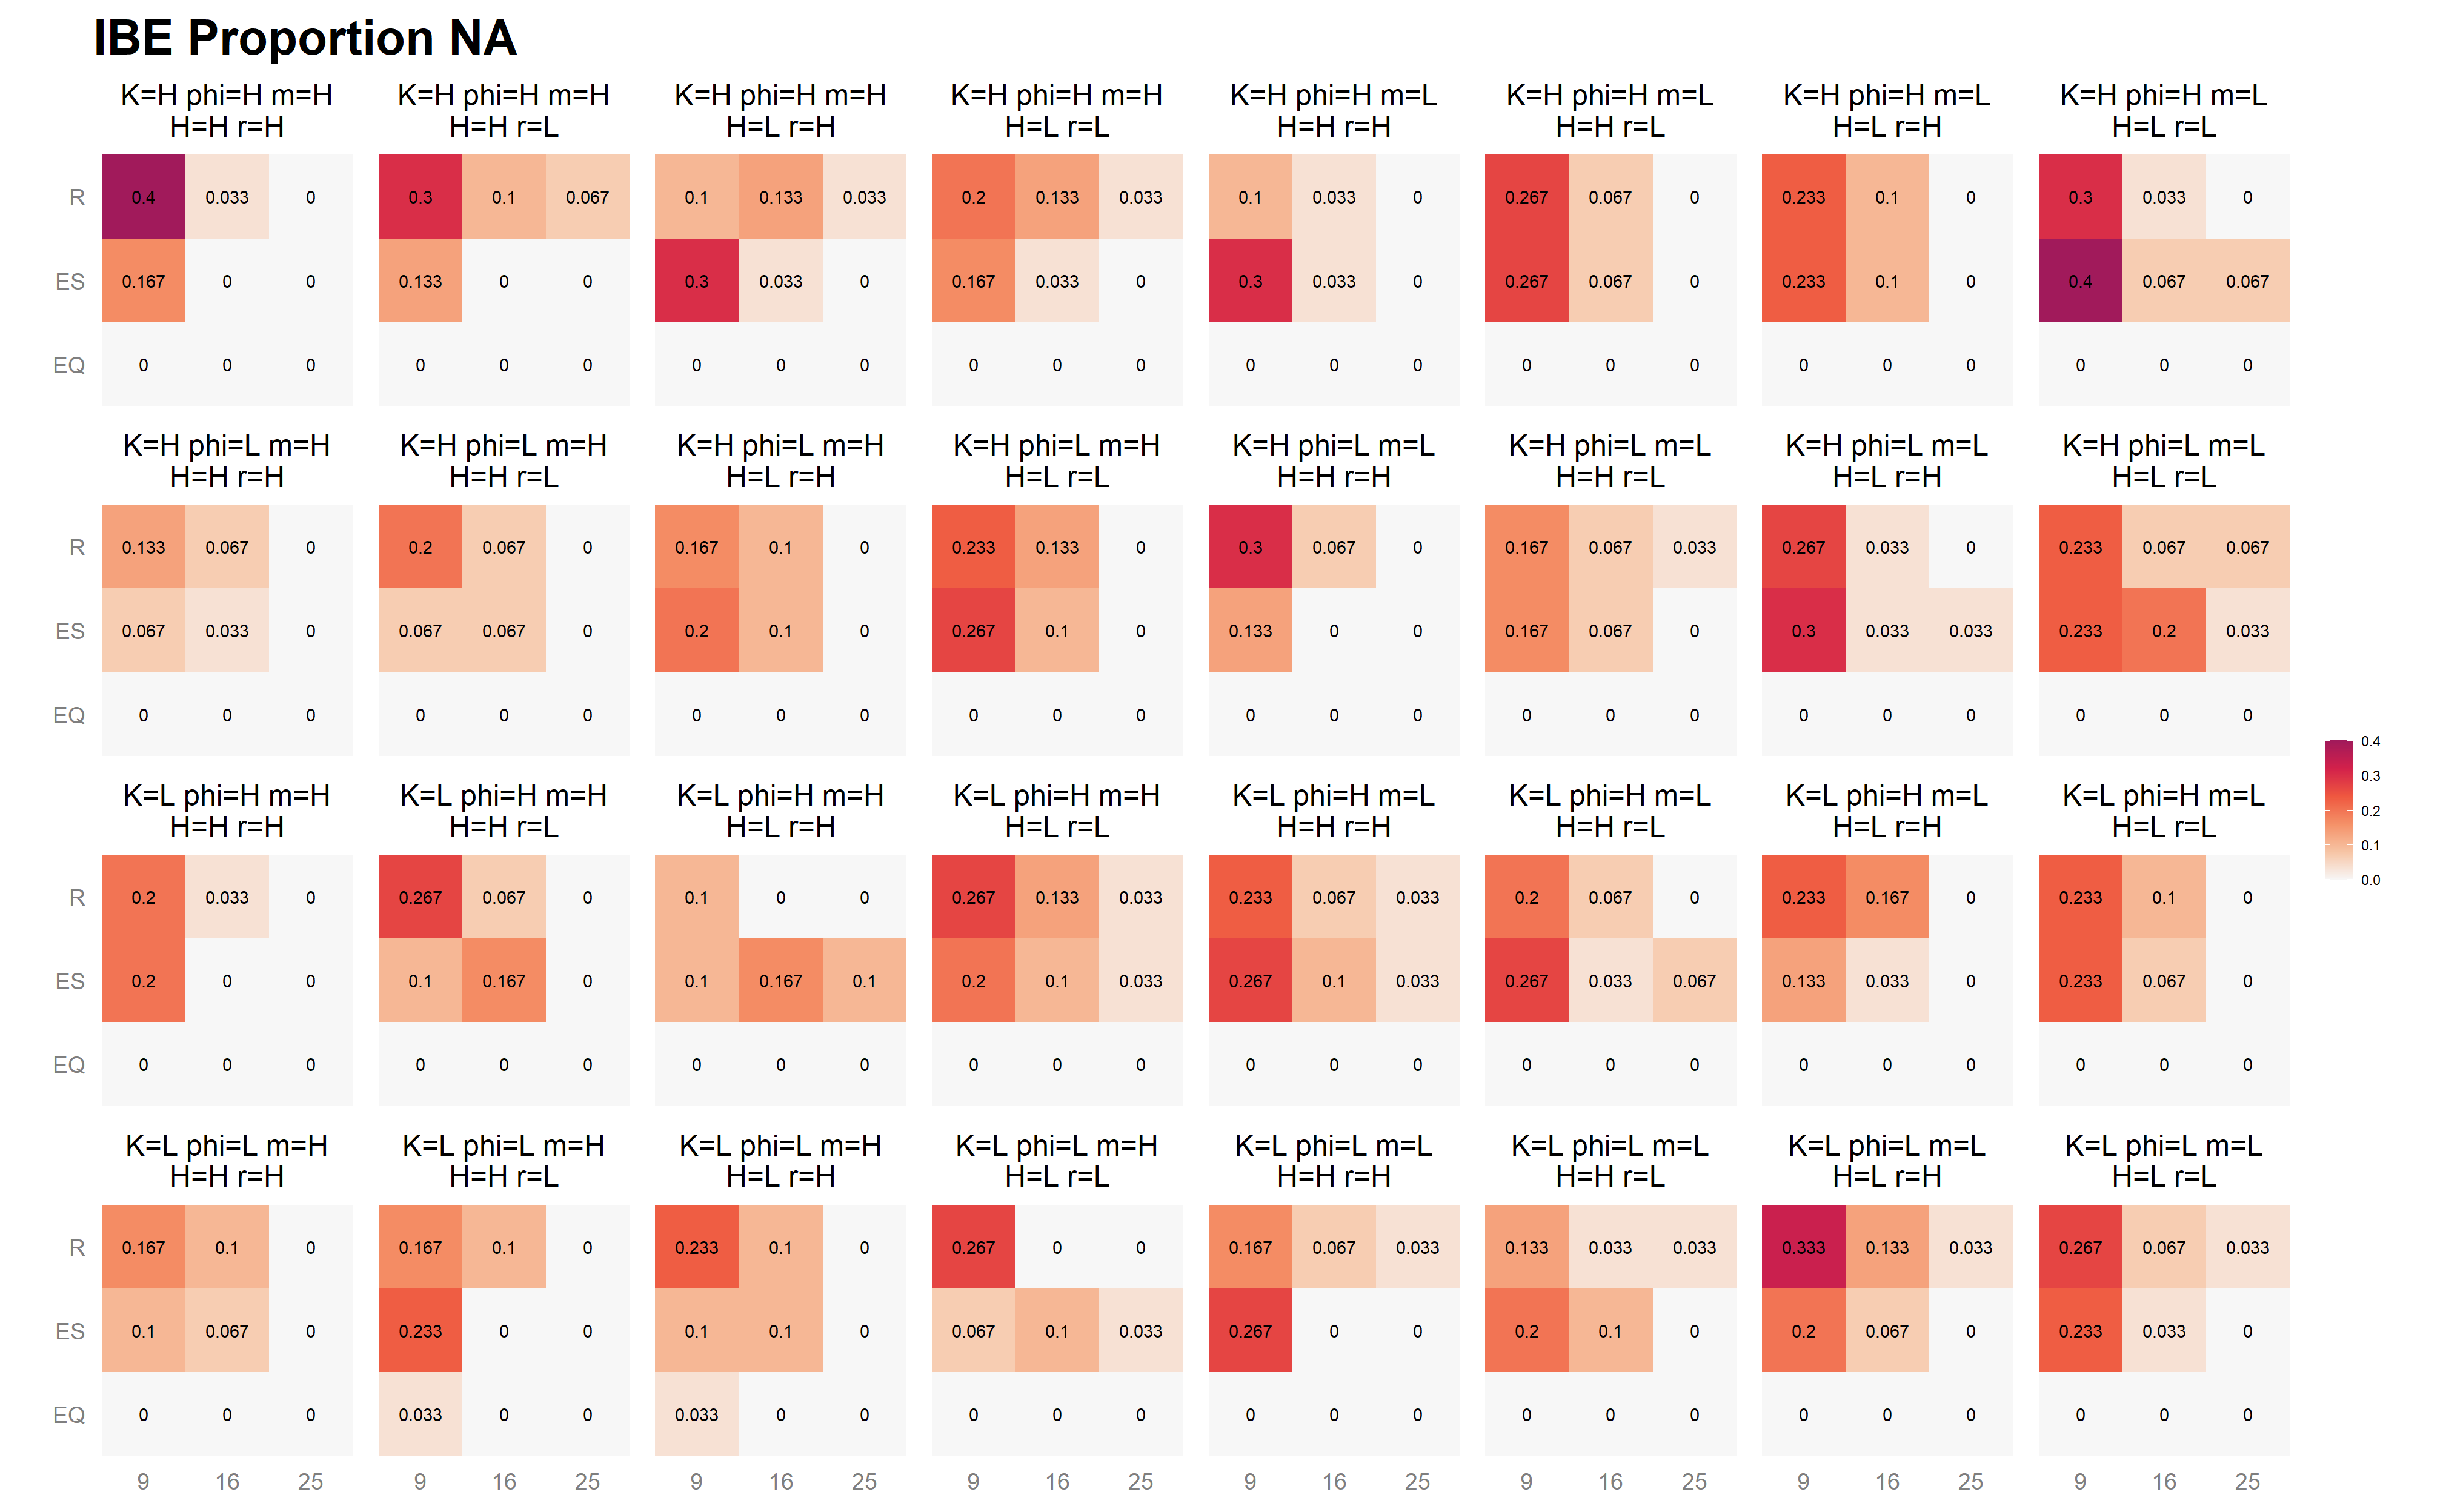 IBE Proportion NA
K=H phi=H m=H K=H phi=H m=H K=H phi=H m=H K=H phi=H m=H K=H phi=H m=L K=H phi=H m=L K=H phi=H m=L K=H phi=H m=L
H=H r=H H=H r=L H=L r=H H=L r=L H=H r=H H=H r=L H=L r=H H=L r=L
R 0.4 0.033 0 0.3 0.1 0.067 0.1 0.133 0.033 0.2 0.133 0.033 0.1 0.033 0 0.267 0.067 0 0.233 0.1 0 0.3 0.033 0
ES 0.167 0 0 0.133 0 0 0.3 0.033 0 0.167 0.033 0 0.3 0.033 0 0.267 0.067 0 0.233 0.1 0 0.4 0.067 0.067
EQ 0 0 0 0 0 0 0 0 0 0 0 0 0 0 0 0 0 0 0 0 0 0 0 0
K=H phi=L m=H K=H phi=L m=H K=H phi=L m=H K=H phi=L m=H K=H phi=L m=L K=H phi=L m=L K=H phi=L m=L K=H phi=L m=L
H=H r=H H=H r=L H=L r=H H=L r=L H=H r=H H=H r=L H=L r=H H=L r=L
R 0.133 0.067 0 0.2 0.067 0 0.167 0.1 0 0.233 0.133 0 0.3 0.067 0 0.167 0.067 0.033 0.267 0.033 0 0.233 0.067 0.067
ES 0.067 0.033 0 0.067 0.067 0 0.2 0.1 0 0.267 0.1 0 0.133 0 0 0.167 0.067 0 0.3 0.033 0.033 0.233 0.2 0.033
EQ 0 0 0 0 0 0 0 0 0 0 0 0 0 0 0 0 0 0 0 0 0 0 0 0
0.4
0.3
0.2
0.1
0.0
K=L phi=H m=H K=L phi=H m=H K=L phi=H m=H K=L phi=H m=H K=L phi=H m=L K=L phi=H m=L K=L phi=H m=L K=L phi=H m=L
H=H r=H H=H r=L H=L r=H H=L r=L H=H r=H H=H r=L H=L r=H H=L r=L
R 0.2 0.033 0 0.267 0.067 0 0.1 0 0 0.267 0.133 0.033 0.233 0.067 0.033 0.2 0.067 0 0.233 0.167 0 0.233 0.1 0
ES 0.2 0 0 0.1 0.167 0 0.1 0.167 0.1 0.2 0.1 0.033 0.267 0.1 0.033 0.267 0.033 0.067 0.133 0.033 0 0.233 0.067 0
EQ 0 0 0 0 0 0 0 0 0 0 0 0 0 0 0 0 0 0 0 0 0 0 0 0
K=L phi=L m=H K=L phi=L m=H K=L phi=L m=H K=L phi=L m=H K=L phi=L m=L K=L phi=L m=L K=L phi=L m=L K=L phi=L m=L
H=H r=H H=H r=L H=L r=H H=L r=L H=H r=H H=H r=L H=L r=H H=L r=L
R 0.167 0.1 0 0.167 0.1 0 0.233 0.1 0 0.267 0 0 0.167 0.067 0.033 0.133 0.033 0.033 0.333 0.133 0.033 0.267 0.067 0.033
ES 0.1 0.067 0 0.233 0 0 0.1 0.1 0 0.067 0.1 0.033 0.267 0 0 0.2 0.1 0 0.2 0.067 0 0.233 0.033 0
EQ 0 0 0 0.033 0 0 0.033 0 0 0 0 0 0 0 0 0 0 0 0 0 0 0 0 0
9 16 25 9 16 25 9 16 25 9 16 25 9 16 25 9 16 25 9 16 25 9 16 25